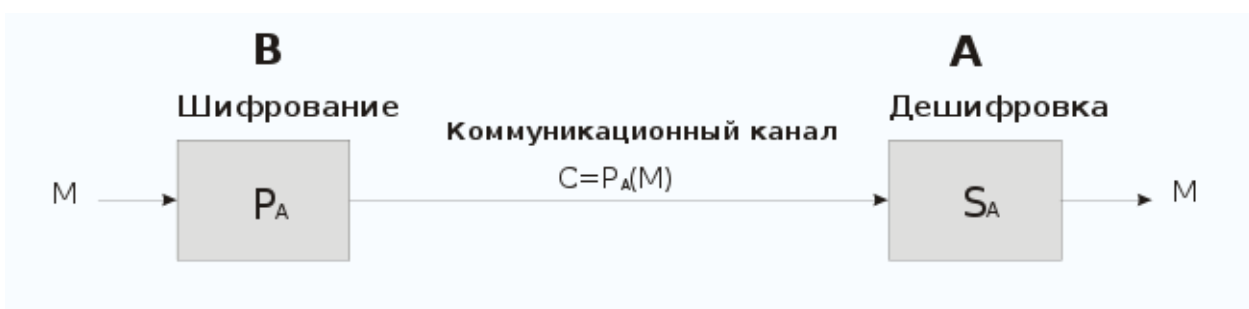 B
A
Шифрование
Дешифровка
Коммуникационный канал
C=PA(M)
M
PA
SA
M